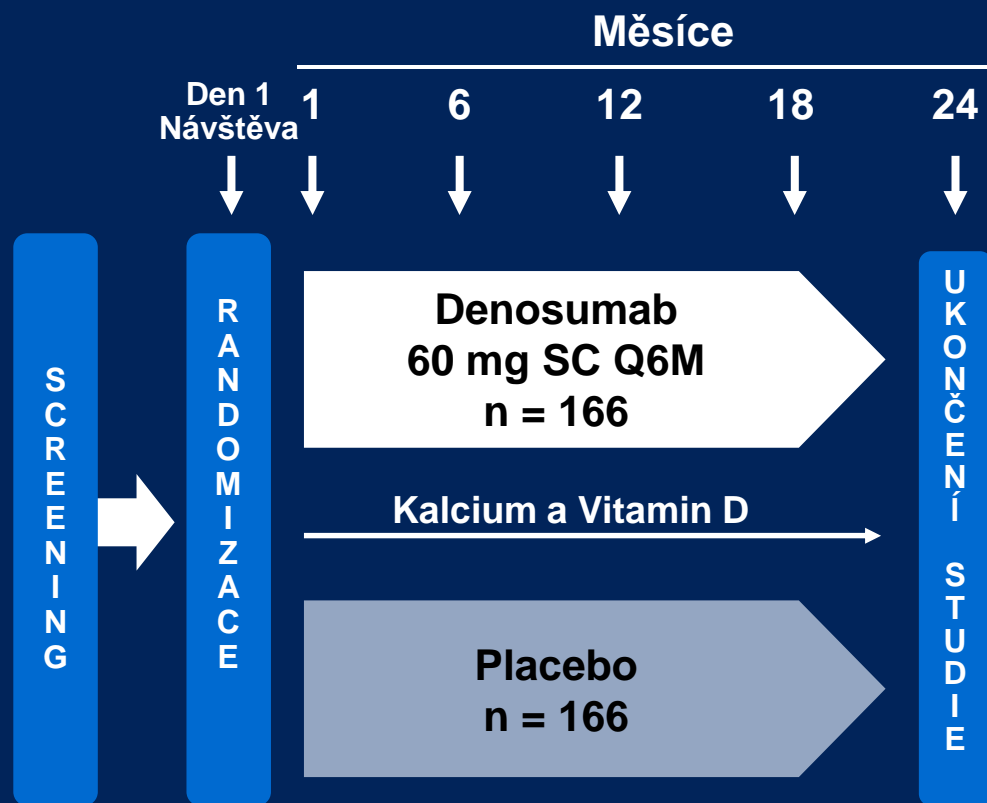 Měsíce
Den 1
Návštěva
1 6 12 18 24
SCREENING
RANDOMIZACE
Denosumab
60 mg SC Q6M
n = 166
Kalcium a Vitamin D
Placebo
n = 166
UKONČENÍ STUDIE